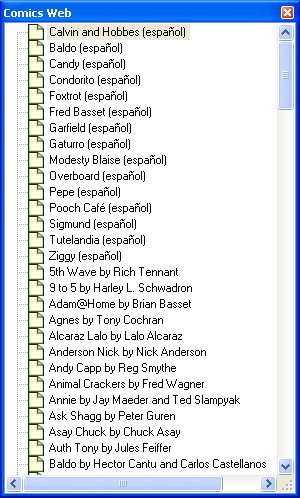 Comics Web
Calvin and Hobbes (español)
Baldo (español)
Candy (español)
Condorito (español)
Foxtrot (español)
Fred Basset (español)
Garfield (español)
Gaturro (español)
Modesty Blaise (español)
Overboard (español)
Pepe (español)
Pooch Café (español)
Sigmund (español)
Tutelandia (español)
Ziggy (español)
5th Wave by Rich Tennant
9 to 5 by Harley L. Schwadron
Adam@Home by Brian Basset
Agnes by Tony Cochran
Alcaraz Lalo by Lalo Alcaraz
Anderson Nick by Nick Anderson
Andy Capp by Reg Smythe
Animal Crackers by Fred Wagner
Annie by Jay Maeder and Ted Slampyak
Ask Shagg by Peter Guren
Asay Chuck by Chuck Asay
Auth Tony by Jules Feiffer
Baldo by Hector Cantu and Carlos Castellanos